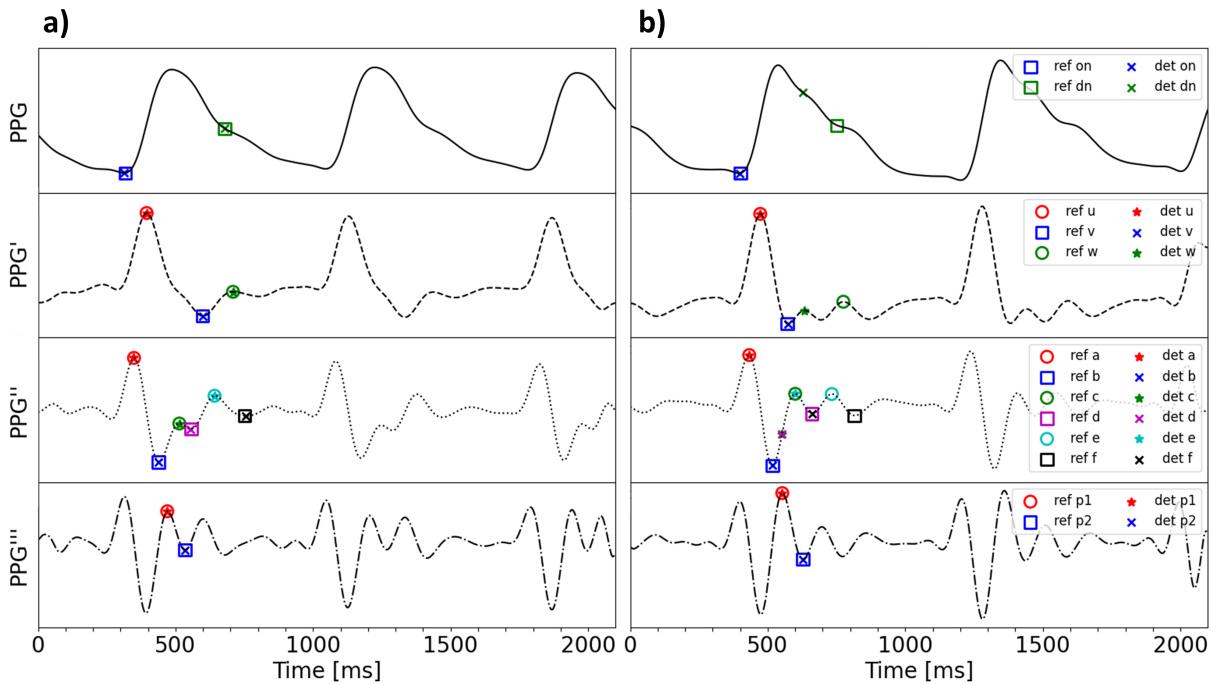 a)
b)
PPG
ref on det on
ref dn det dn
PPG'
ref u det u
ref v det v
ref w det w
PPG''
ref a det a
ref b det b
ref c det c
ref d det d
ref e det e
ref f det f
PPG'''
ref p1 det p1
ref p2 det p2
0 500 1000 1500 2000
0 500 1000 1500 2000
Time [ms]
Time [ms]